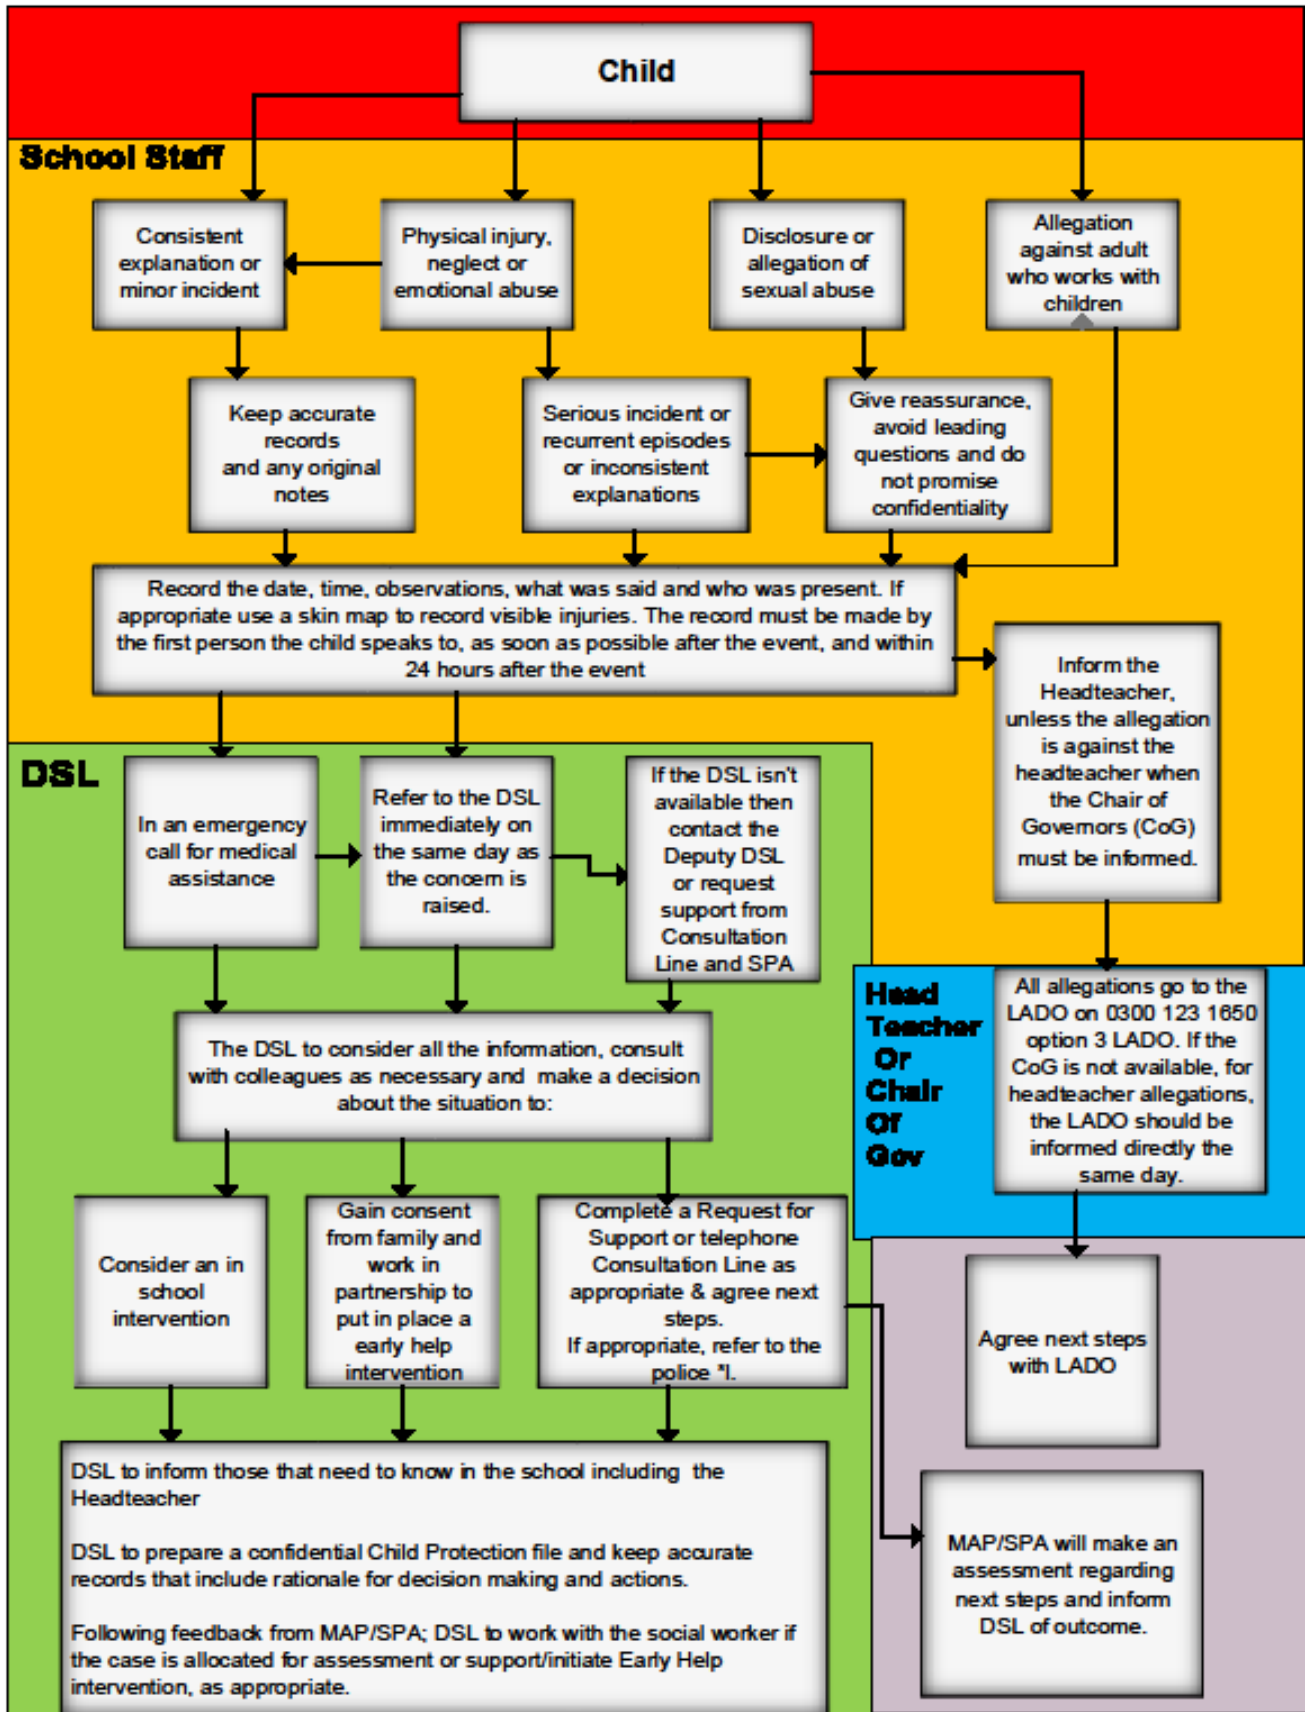 Child
School Staff
Consistent
explanation or
minor incident
Physical injury,
neglect or
emotional abuse
Disclosure or
allegation of
sexual abuse
Allegation
against adult
who works with
children
Keep accurate
records
and any original
notes
Serious incident or
recurrent episodes
or inconsistent
explanations
Give reassurance,
avoid leading
questions and do
not promise
confidentiality
Record the date, time, observations, what was said and who was present. If
appropriate use a skin map to record visible injuries. The record must be made by
the first person the child speaks to, as soon as possible after the event, and within
24 hours after the event
Inform the
Headteacher,
unless the allegation
is against the
headteacher when
the Chair of
Governors (CoG)
must be informed.
DSL
In an emergency
call for medical
assistance
Refer to the DSL
immediately on
the same day as
the concern is
raised.
If the DSL isn't
available then
contact the
Deputy DSL
or request
support from
Consultation
Line and SPA
The DSL to consider all the information, consult
with colleagues as necessary and make a decision
about the situation to:
Head
Teacher
Or
Chair
Of
Gov
All allegations go to the
LADO on 0300 123 1650
option 3 LADO. If the
CoG is not available, for
headteacher allegations,
the LADO should be
informed directly the
same day.
Consider an in
school
intervention
Gain consent
from family and
work in
partnership to
put in place a
early help
intervention
Complete a Request for
Support or telephone
Consultation Line as
appropriate & agree next
steps.
If appropriate, refer to the
police *I.
Agree next steps
with LADO
DSL to inform those that need to know in the school including the
Headteacher
DSL to prepare a confidential Child Protection file and keep accurate
records that include rationale for decision making and actions.
Following feedback from MAP/SPA; DSL to work with the social worker if
the case is allocated for assessment or support/initiate Early Help
intervention, as appropriate.
MAP/SPA will make an
assessment regarding
next steps and inform
DSL of outcome.